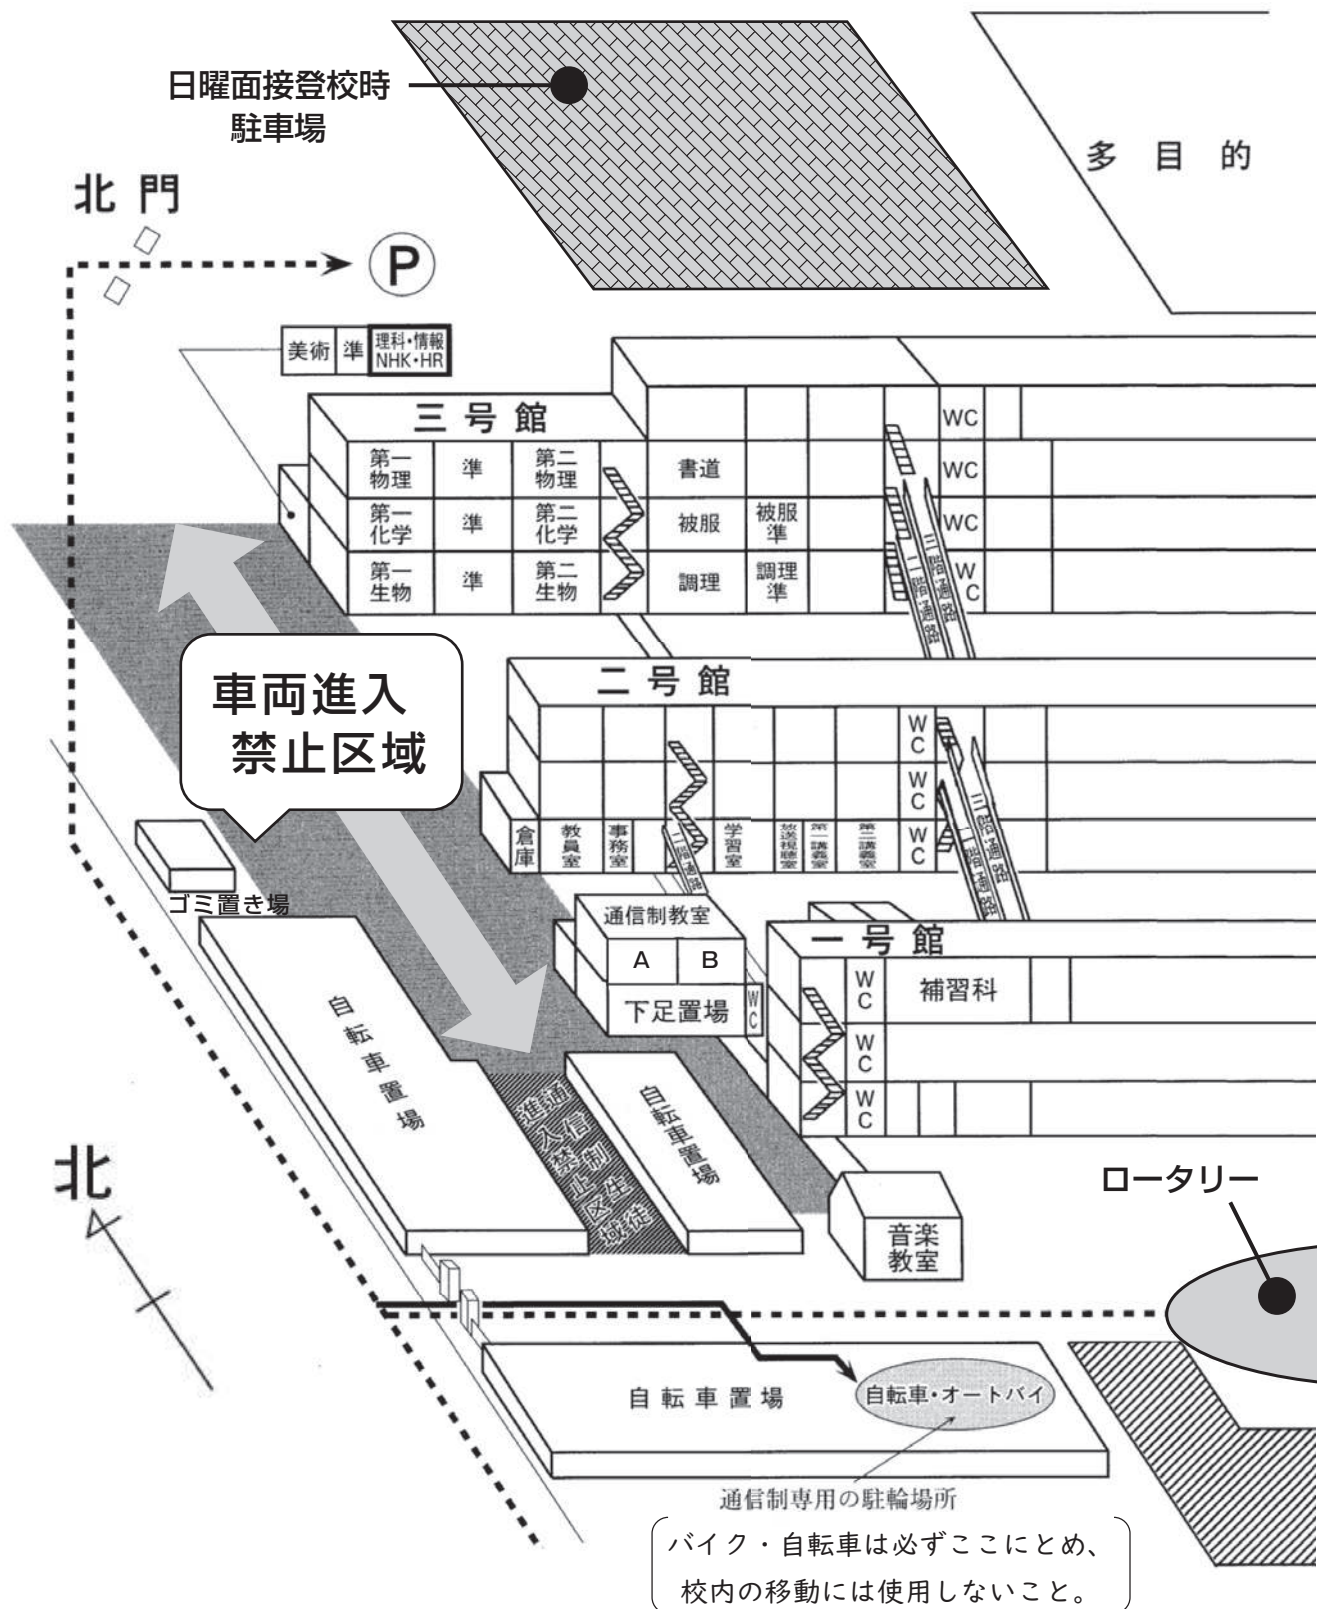 日曜面接登校時
駐車場
多目的
北門
P
美術
準
理科・情報
NHK・HR
三号館
WC
第一
物理
準
第二
物理
書道
WC
第一
化学
準
第二
化学
被服
被服
準
WC
第一
生物
準
第二
生物
調理
調理
準
WC
二階通路
三階通路
車両進入
禁止区域
二号館
WC
WC
倉庫
教員室
事務室
二階通路
学習室
放送視聴室
第一講義室
第二講義室
WC
二階通路
三階通路
ゴミ置き場
通信制教室
A
B
下足置場
WC
一号館
WC
補習科
WC
WC
自転車置場
自転車置場
通信制生徒
進入禁止区域
北
音楽
教室
ロータリー
自転車置場
自転車・オートバイ
通信制専用の駐輪場所
バイク・自転車は必ずここにとめ、
校内の移動には使用しないこと。